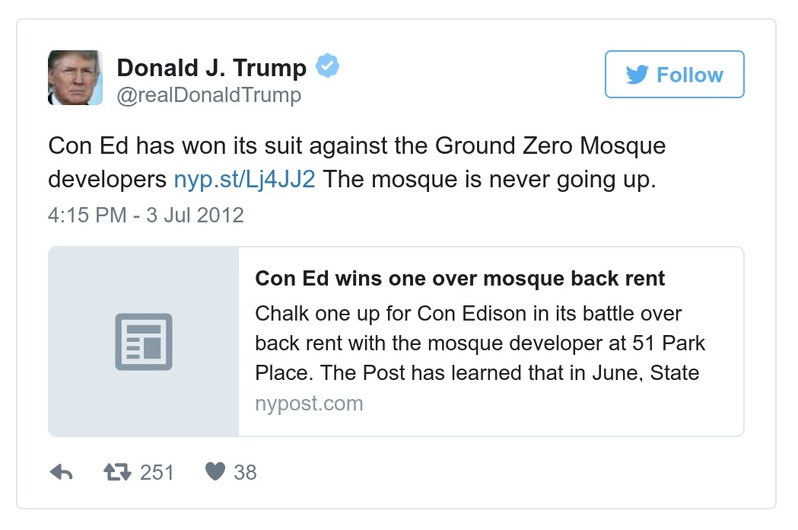 Donald J. Trump
@realDonaldTrump
Follow
Con Ed has won its suit against the Ground Zero Mosque
developers nyp.st/Lj4JJ2 The mosque is never going up.
4:15 PM - 3 Jul 2012
Con Ed wins one over mosque back rent
Chalk one up for Con Edison in its battle over
back rent with the mosque developer at 51 Park
Place. The Post has learned that in June, State
nypost.com
251
38